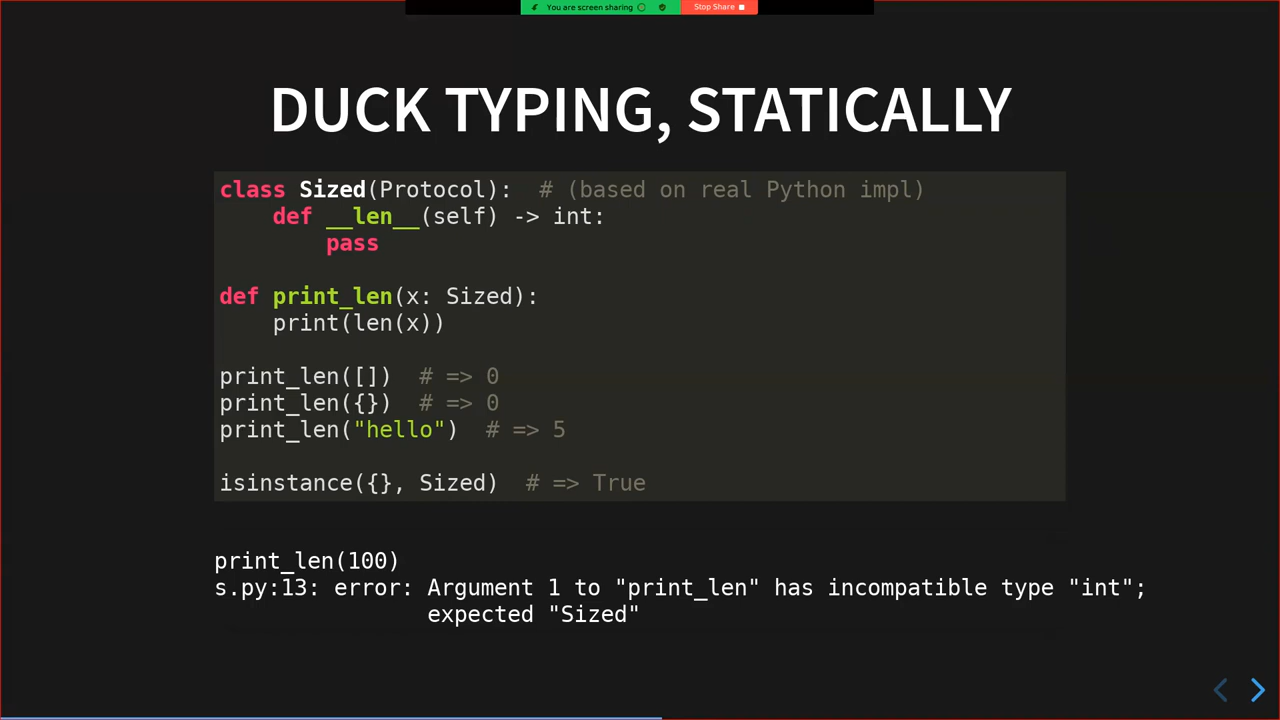 You are screen sharing
Stop Share
DUCK TYPING, STATICALLY
class Sized(Protocol):  # (based on real Python impl)
    def __len__(self) -> int:
        pass
def print_len(x: Sized):
    print(len(x))
print_len([])  # => 0
print_len({})  # => 0
print_len("hello")  # => 5
isinstance({}, Sized)  # => True
print_len(100)
s.py:13: error: Argument 1 to "print_len" has incompatible type "int";
                expected "Sized"